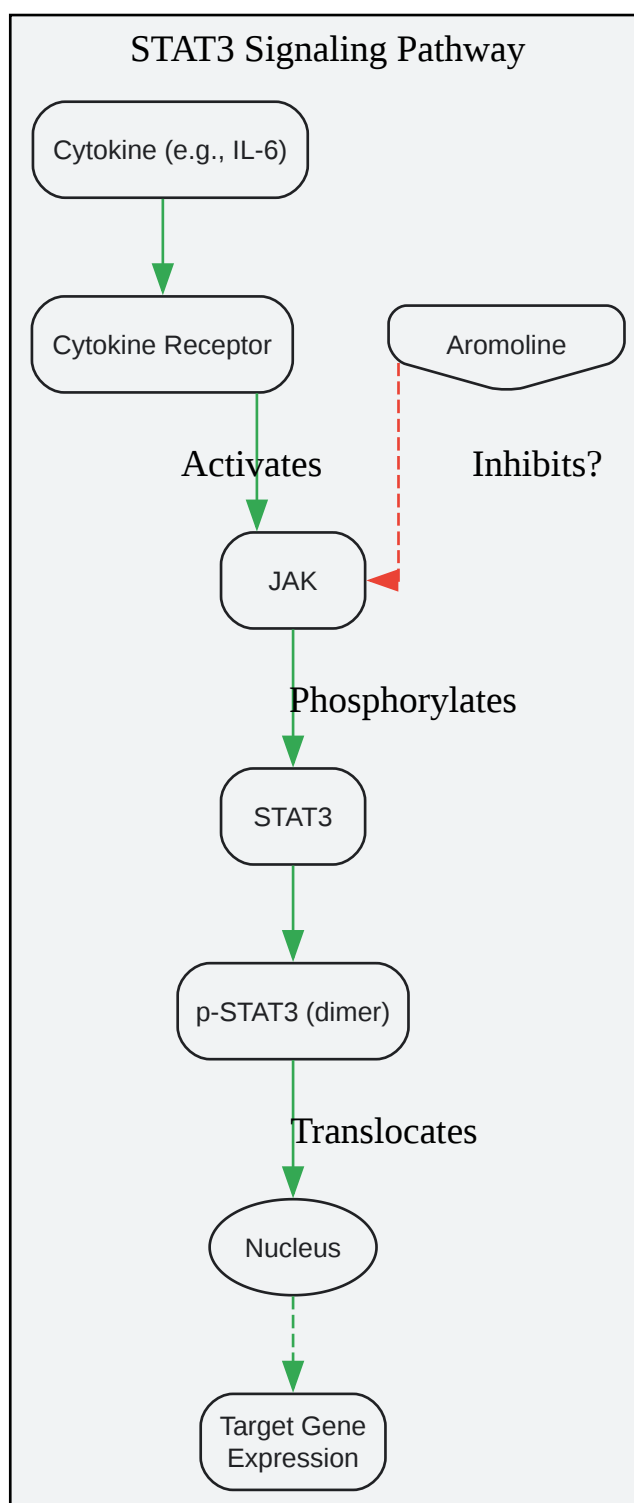 STAT3 Signaling Pathway
Cytokine (e.g., IL-6)
Cytokine Receptor
Aromoline
Activates
Inhibits?
JAK
Phosphorylates
STAT3
p-STAT3 (dimer)
Translocates
Nucleus
Target Gene
Expression